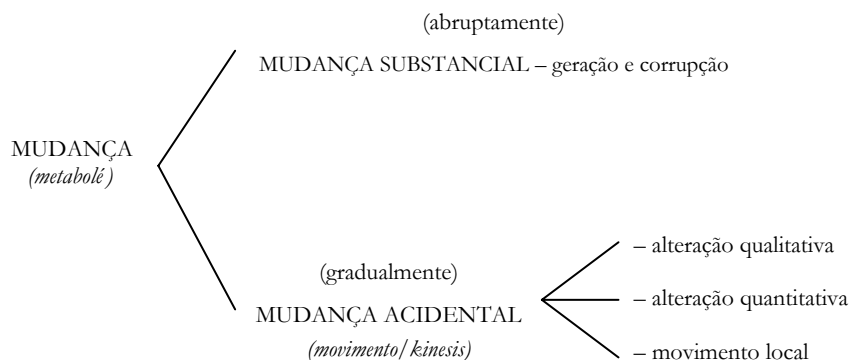 (abruptamente)
MUDANÇA SUBSTANCIAL – geração e corrupção
MUDANÇA
(metabolé)
(gradualmente)
MUDANÇA ACIDENTAL
(movimento/ kinesis)
– alteração qualitativa
– alteração quantitativa
– movimento local